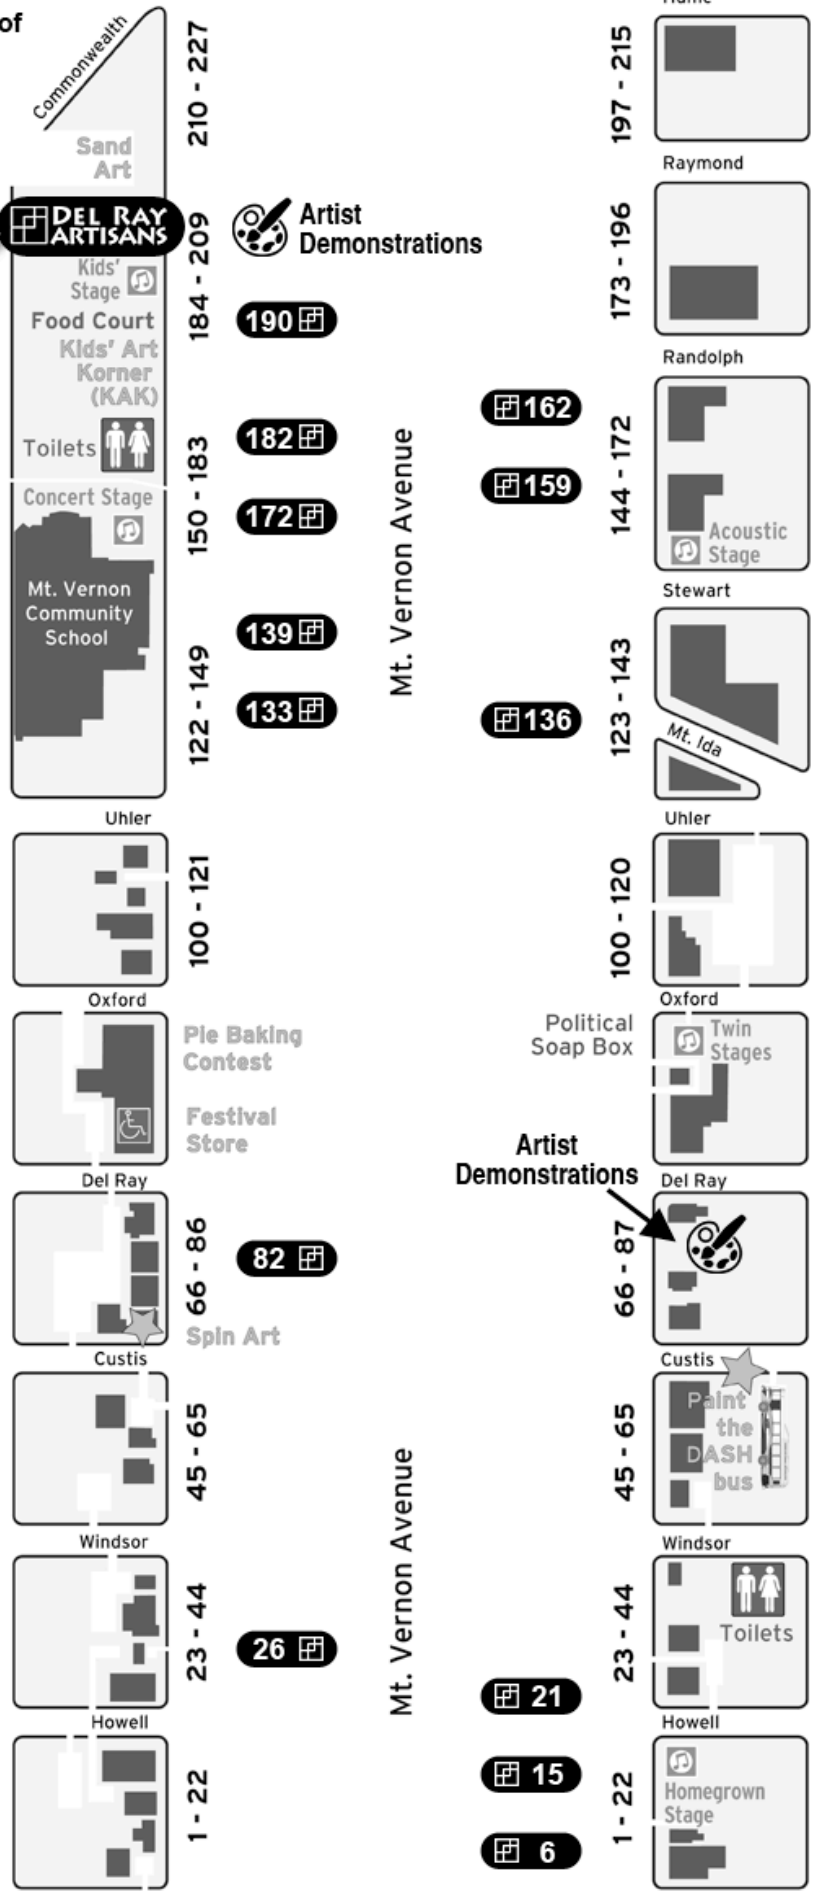 of
Commonwealth
Sand
Art
210 - 227
197 - 215
Raymond
DEL RAY
ARTISANS
Artist
Demonstrations
184 - 209
173 - 196
Kids'
Stage
190
Food Court
Kids' Art
Korner
(KAK)
Randolph
162
182
Toilets
150 - 183
144 - 172
159
Concert Stage
172
Acoustic
Stage
Mt. Vernon Avenue
Mt. Vernon
Community
School
Stewart
139
122 - 149
123 - 143
133
136
Mt. Ida
Uhler
Uhler
100 - 121
100 - 120
Oxford
Oxford
Pie Baking
Contest
Political
Soap Box
Twin
Stages
Festival
Store
Artist
Demonstrations
Del Ray
Del Ray
66 - 86
82
66 - 87
Spin Art
Custis
Custis
45 - 65
45 - 65
Paint
the
DASH
bus
Mt. Vernon Avenue
Windsor
Windsor
23 - 44
26
23 - 44
Toilets
21
Howell
Howell
1 - 22
15
1 - 22
Homegrown
Stage
6